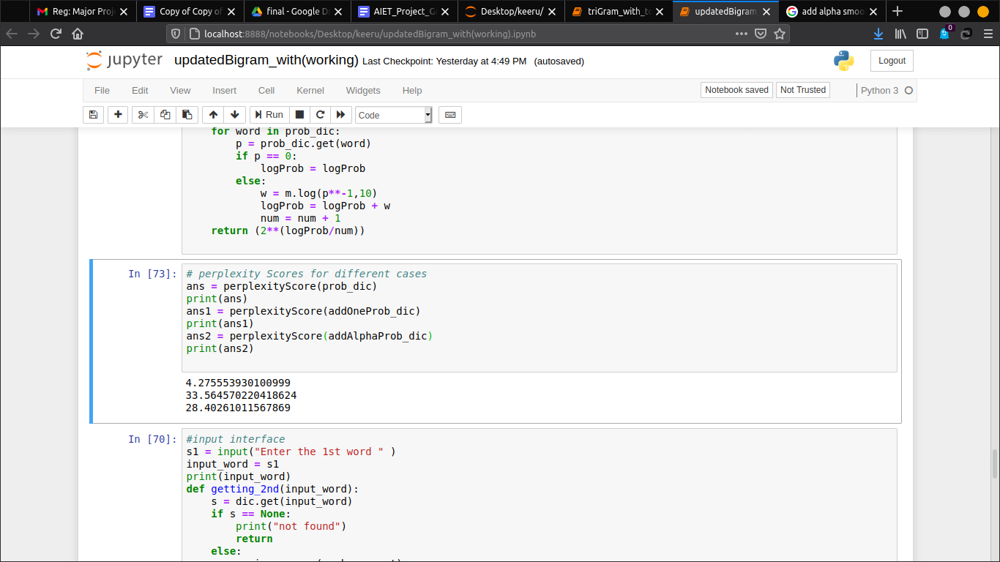 Reg: Major Proj
Copy of Copy of
final - Google Dr
AIET_Project_G
Desktop/keeru/
triGram_with_to
updatedBigram_
add alpha smoo
localhost:8888/notebooks/Desktop/keeru/updatedBigram_with(working).ipynb
0
jupyter updatedBigram_with(working) Last Checkpoint: Yesterday at 4:49 PM (autosaved)
Logout
File Edit View Insert Cell Kernel Widgets Help
Notebook saved Not Trusted Python 3
Run Code
for word in prob_dic:
p = prob_dic.get(word)
if p == 0:
logProb = logProb
else:
w = m.log(p**-1,10)
logProb = logProb + w
num = num + 1
return (2**(logProb/num))
In [73]:
# perplexity Scores for different cases
ans = perplexityScore(prob_dic)
print(ans)
ans1 = perplexityScore(addOneProb_dic)
print(ans1)
ans2 = perplexityScore(addAlphaProb_dic)
print(ans2)
4.275553930100999
33.564570220418624
28.40261011567869
In [70]:
#input interface
s1 = input("Enter the 1st word " )
input_word = s1
print(input_word)
def getting_2nd(input_word):
s = dic.get(input_word)
if s == None:
print("not found")
return
else: